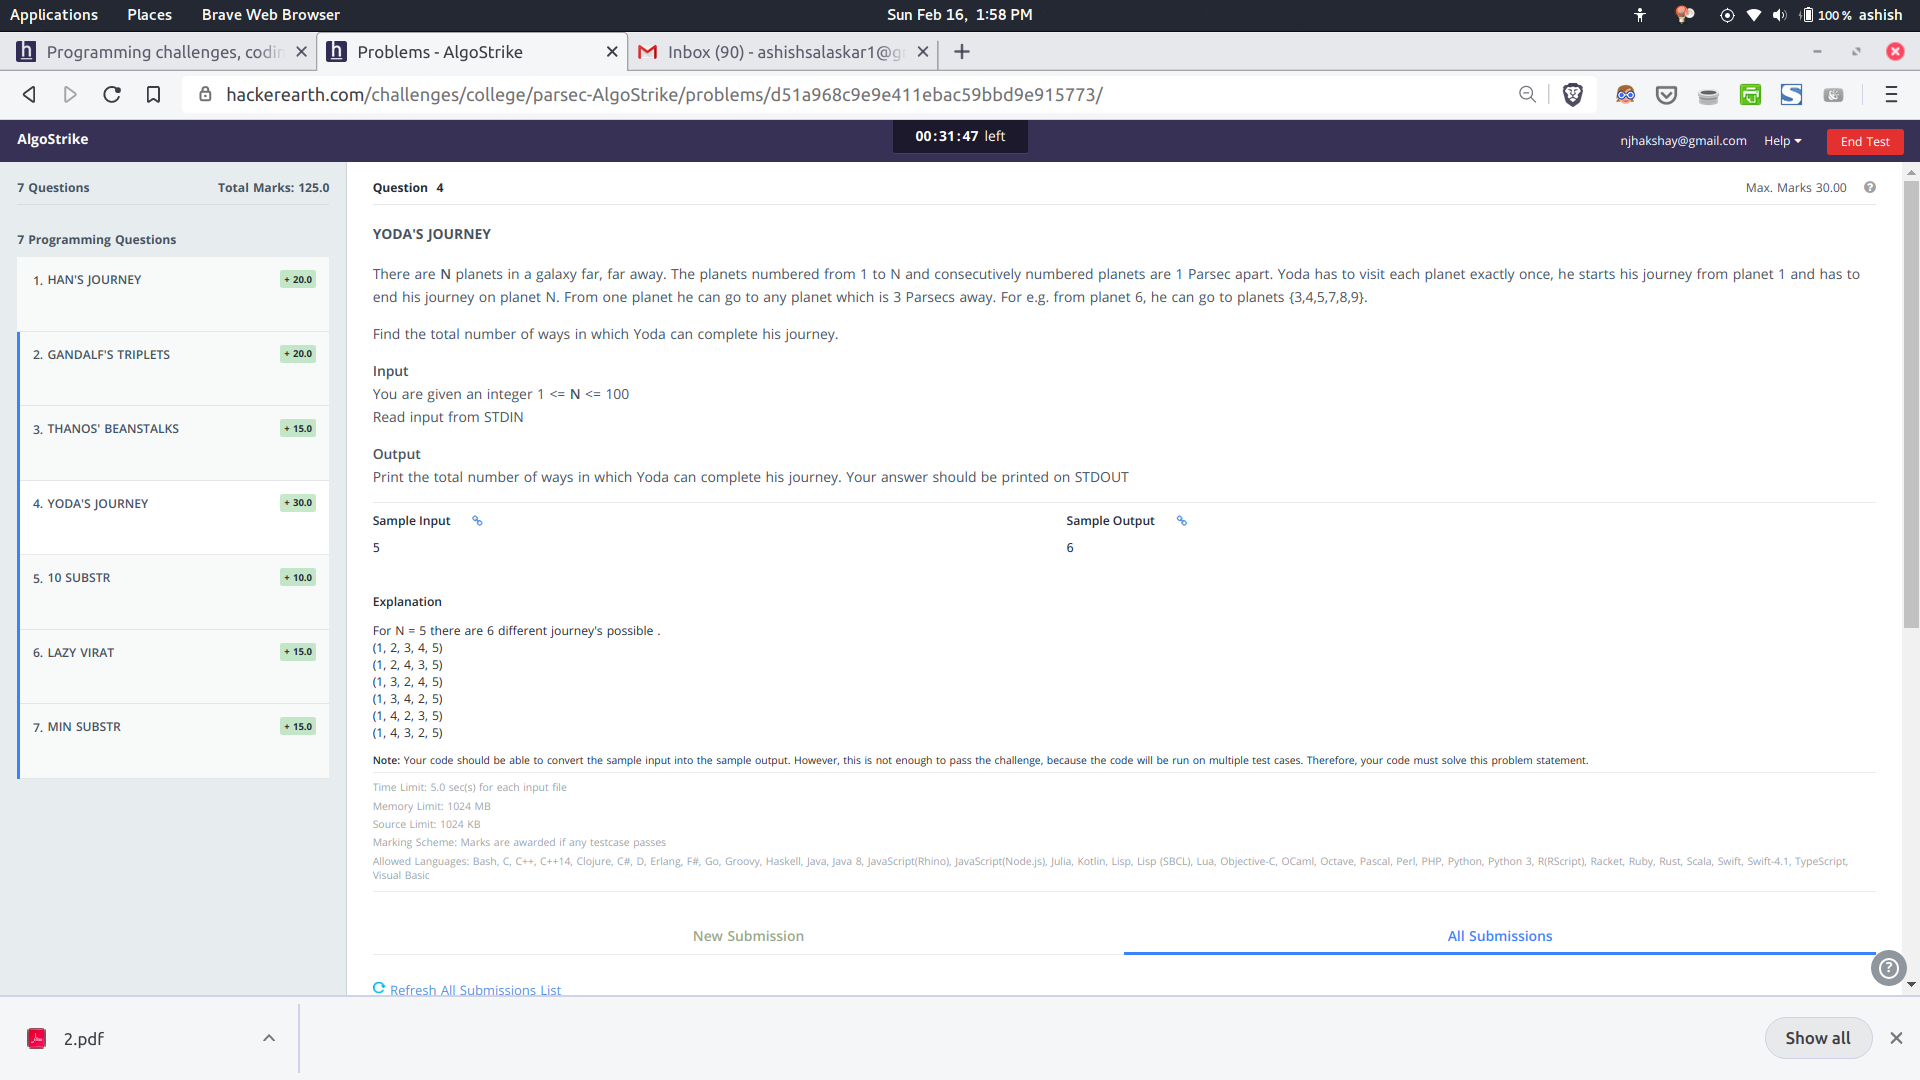 Applications Places Brave Web Browser Sun Feb 16, 1:58 PM 100 % ashish
Programming challenges, codin Problems - AlgoStrike Inbox (90) - ashishsalaskar1@g
hackerearth.com/challenges/college/parsec-AlgoStrike/problems/d51a968c9e9e411ebac59bbd9e915773/
AlgoStrike 00:31:47 left njhakshay@gmail.com Help End Test
7 Questions Total Marks: 125.0
7 Programming Questions
1. HAN'S JOURNEY + 20.0
2. GANDALF'S TRIPLETS + 20.0
3. THANOS' BEANSTALKS + 15.0
4. YODA'S JOURNEY + 30.0
5. 10 SUBSTR + 10.0
6. LAZY VIRAT + 15.0
7. MIN SUBSTR + 15.0
Question 4 Max. Marks 30.00
YODA'S JOURNEY
There are N planets in a galaxy far, far away. The planets numbered from 1 to N and consecutively numbered planets are 1 Parsec apart. Yoda has to visit each planet exactly once, he starts his journey from planet 1 and has to
end his journey on planet N. From one planet he can go to any planet which is 3 Parsecs away. For e.g. from planet 6, he can go to planets {3,4,5,7,8,9}.
Find the total number of ways in which Yoda can complete his journey.
Input
You are given an integer 1 <= N <= 100
Read input from STDIN
Output
Print the total number of ways in which Yoda can complete his journey. Your answer should be printed on STDOUT
Sample Input Sample Output
5 6
Explanation
For N = 5 there are 6 different journey's possible .
(1, 2, 3, 4, 5)
(1, 2, 4, 3, 5)
(1, 3, 2, 4, 5)
(1, 3, 4, 2, 5)
(1, 4, 2, 3, 5)
(1, 4, 3, 2, 5)
Note: Your code should be able to convert the sample input into the sample output. However, this is not enough to pass the challenge, because the code will be run on multiple test cases. Therefore, your code must solve this problem statement.
Time Limit: 5.0 sec(s) for each input file
Memory Limit: 1024 MB
Source Limit: 1024 KB
Marking Scheme: Marks are awarded if any testcase passes
Allowed Languages: Bash, C, C++, C++14, Clojure, C#, D, Erlang, F#, Go, Groovy, Haskell, Java, Java 8, JavaScript(Rhino), JavaScript(Node.js), Julia, Kotlin, Lisp, Lisp (SBCL), Lua, Objective-C, OCaml, Octave, Pascal, Perl, PHP, Python, Python 3, R(RScript), Racket, Ruby, Rust, Scala, Swift, Swift-4.1, TypeScript,
Visual Basic
New Submission All Submissions
Refresh All Submissions List
2.pdf Show all